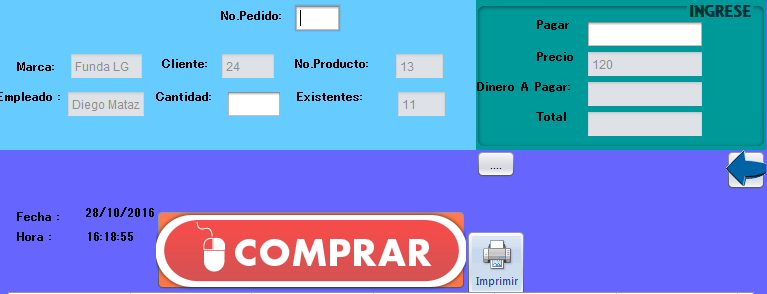 No.Pedido:
INGRESE
Pagar
Marca: Funda LG Cliente: 24 No.Producto: 13
Precio 120
Empleado : Diego Mataz Cantidad: Existentes: 11
Dinero A Pagar:
Total
....
Fecha : 28/10/2016
Hora : 16:18:55
COMPRAR
Imprimir